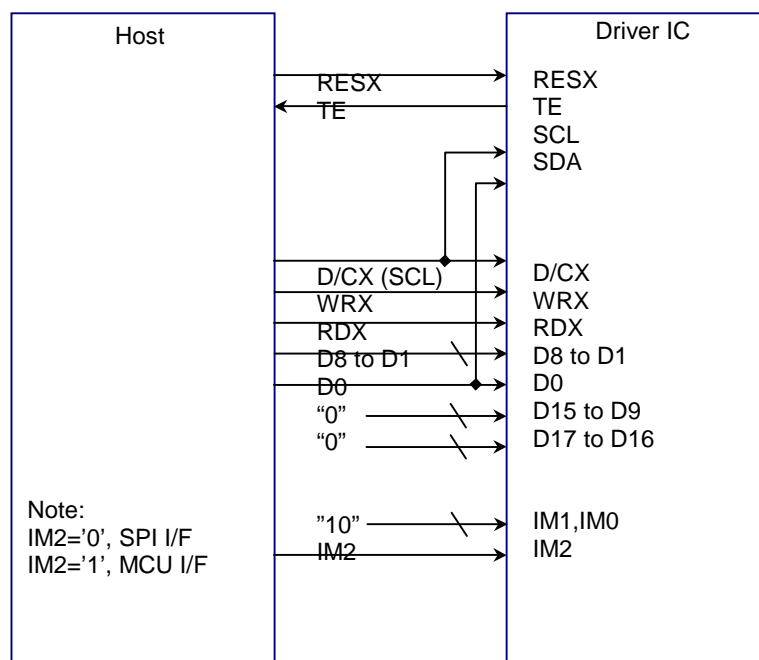 Host
Driver IC
RESX
TE
RESX
TE
SCL
SDA
D/CX (SCL)
WRX
RDX
D8 to D1
D0
“0”
“0”
D/CX
WRX
RDX
D8 to D1
D0
D15 to D9
D17 to D16
Note:
IM2='0', SPI I/F
IM2='1', MCU I/F
”10”
IM2
IM1,IM0
IM2